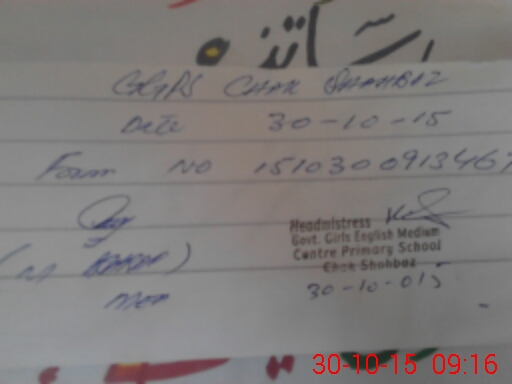 GGPS CHAK SHAHBAZ
Date 30-10-15
Form NO 1510300913467
Headmistress
Govt. Girls English Medium
Centre Primary School
Chak Shahbaz
30-10-015
30-10-15 09:16